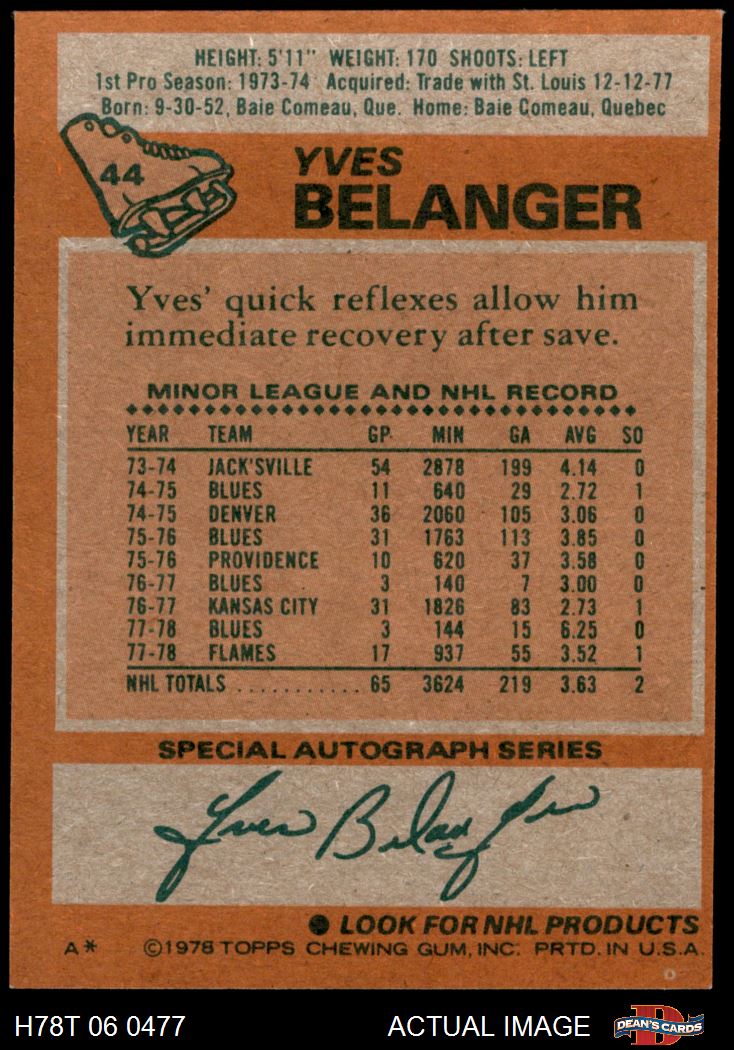 HEIGHT: 5'11" WEIGHT: 170 SHOOTS: LEFT
1st Pro Season: 1973-74 Acquired: Trade with St. Louis 12-12-77
Born: 9-30-52, Baie Comeau, Que. Home: Baie Comeau, Quebec
44
YVES
BELANGER
Yves' quick reflexes allow him
immediate recovery after save.
MINOR LEAGUE AND NHL RECORD
YEAR TEAM GP MIN GA AVG SO
73-74 JACK'SVILLE 54 2878 199 4.14 0
74-75 BLUES 11 640 29 2.72 1
74-75 DENVER 36 2060 105 3.06 0
75-76 BLUES 31 1763 113 3.85 0
75-76 PROVIDENCE 10 620 37 3.58 0
76-77 BLUES 3 140 7 3.00 0
76-77 KANSAS CITY 31 1826 83 2.73 1
77-78 BLUES 3 144 15 6.25 0
77-78 FLAMES 17 937 55 3.52 1
NHL TOTALS ........... 65 3624 219 3.63 2
SPECIAL AUTOGRAPH SERIES
Yves Belanger
● LOOK FOR NHL PRODUCTS
A* ©1978 TOPPS CHEWING GUM, INC. PRTD. IN U.S.A.
H78T 06 0477 ACTUAL IMAGE DEAN'S CARDS